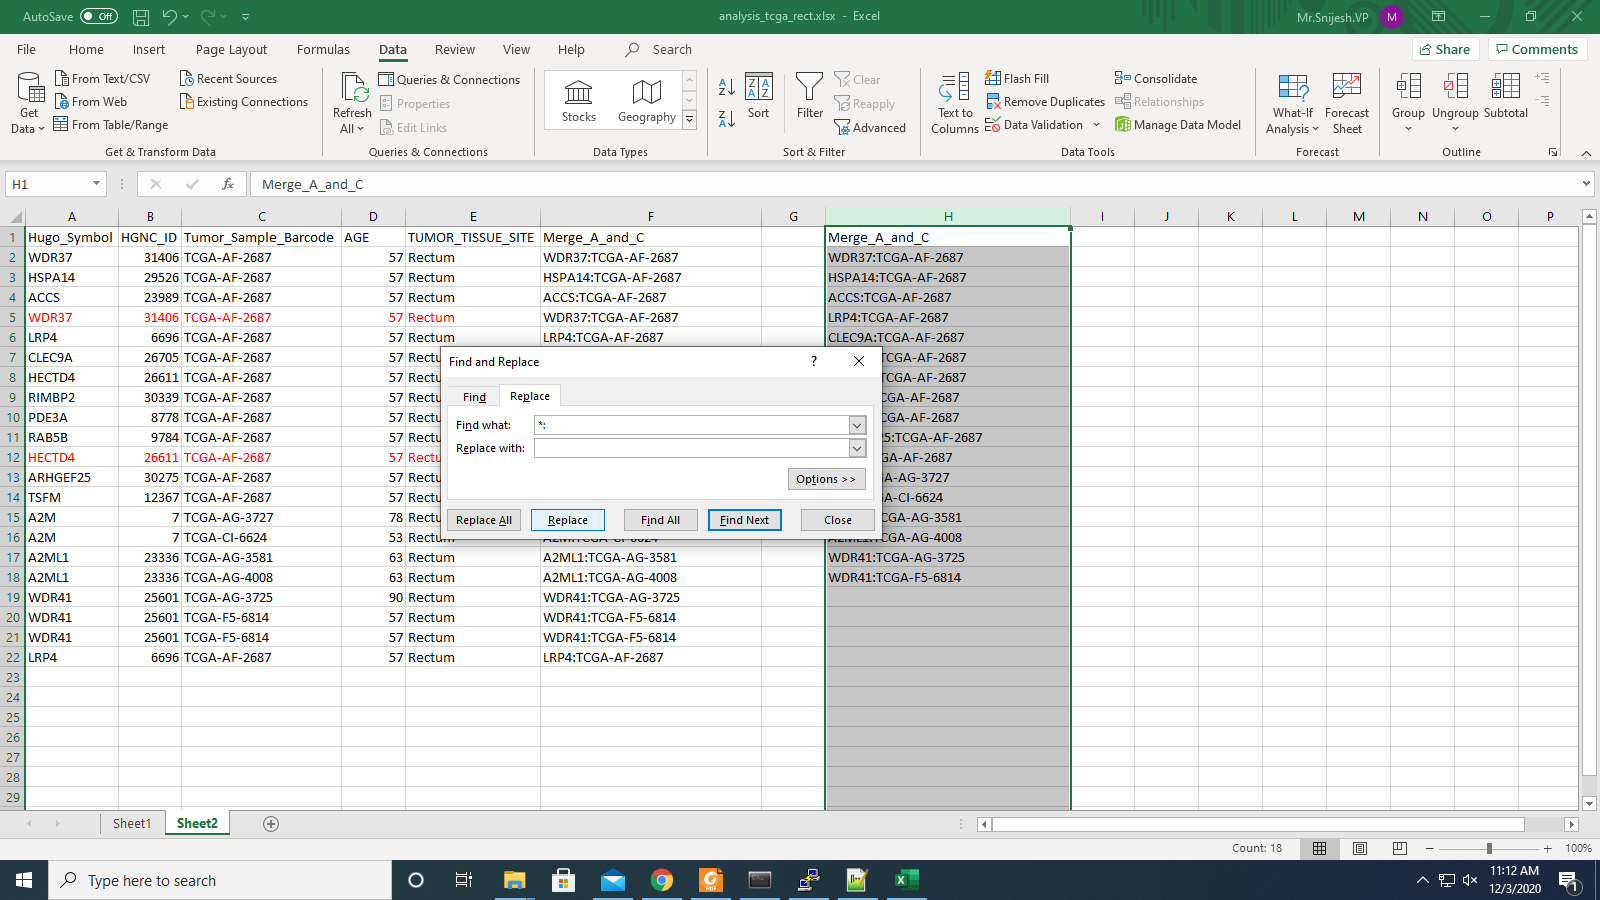 AutoSave Off analysis_tcga_rect.xlsx - Excel Mr.Snijesh.VP M
File Home Insert Page Layout Formulas Data Review View Help Search Share Comments
Get Data
From Text/CSV
From Web
From Table/Range
Recent Sources
Existing Connections
Get & Transform Data
Refresh All
Queries & Connections
Properties
Edit Links
Queries & Connections
Stocks Geography
Data Types
Sort
Filter
Clear
Reapply
Advanced
Sort & Filter
Text to Columns
Flash Fill
Remove Duplicates
Data Validation
Consolidate
Relationships
Manage Data Model
Data Tools
What-If Analysis
Forecast Sheet
Forecast
Group Ungroup Subtotal
Outline
H1 fx Merge_A_and_C
A B C D E F G H I J K L M N O P
1 Hugo_Symbol HGNC_ID Tumor_Sample_Barcode AGE TUMOR_TISSUE_SITE Merge_A_and_C Merge_A_and_C
2 WDR37 31406 TCGA-AF-2687 57 Rectum WDR37:TCGA-AF-2687 WDR37:TCGA-AF-2687
3 HSPA14 29526 TCGA-AF-2687 57 Rectum HSPA14:TCGA-AF-2687 HSPA14:TCGA-AF-2687
4 ACCS 23989 TCGA-AF-2687 57 Rectum ACCS:TCGA-AF-2687 ACCS:TCGA-AF-2687
5 WDR37 31406 TCGA-AF-2687 57 Rectum WDR37:TCGA-AF-2687 LRP4:TCGA-AF-2687
6 LRP4 6696 TCGA-AF-2687 57 Rectum LRP4:TCGA-AF-2687 CLEC9A:TCGA-AF-2687
7 CLEC9A 26705 TCGA-AF-2687 57 Rectu :TCGA-AF-2687
8 HECTD4 26611 TCGA-AF-2687 57 Rectu :TCGA-AF-2687
9 RIMBP2 30339 TCGA-AF-2687 57 Rectu CGA-AF-2687
10 PDE3A 8778 TCGA-AF-2687 57 Rectu CGA-AF-2687
11 RAB5B 9784 TCGA-AF-2687 57 Rectu 25:TCGA-AF-2687
12 HECTD4 26611 TCGA-AF-2687 57 Rectu GA-AF-2687
13 ARHGEF25 30275 TCGA-AF-2687 57 Rectu A-AG-3727
14 TSFM 12367 TCGA-AF-2687 57 Rectu A-CI-6624
15 A2M 7 TCGA-AG-3727 78 Rectu CGA-AG-3581
16 A2M 7 TCGA-CI-6624 53 Rectum A2M:TCGA-CI-6624 A2ML1:TCGA-AG-4008
17 A2ML1 23336 TCGA-AG-3581 63 Rectum A2ML1:TCGA-AG-3581 WDR41:TCGA-AG-3725
18 A2ML1 23336 TCGA-AG-4008 63 Rectum A2ML1:TCGA-AG-4008 WDR41:TCGA-F5-6814
19 WDR41 25601 TCGA-AG-3725 90 Rectum WDR41:TCGA-AG-3725
20 WDR41 25601 TCGA-F5-6814 57 Rectum WDR41:TCGA-F5-6814
21 WDR41 25601 TCGA-F5-6814 57 Rectum WDR41:TCGA-F5-6814
22 LRP4 6696 TCGA-AF-2687 57 Rectum LRP4:TCGA-AF-2687
23
24
25
26
27
28
29
Find and Replace ?
Find Replace
Find what: *:
Replace with:
Options >>
Replace All Replace Find All Find Next Close
Sheet1 Sheet2
Count: 18 100%
Type here to search
11:12 AM
12/3/2020
1